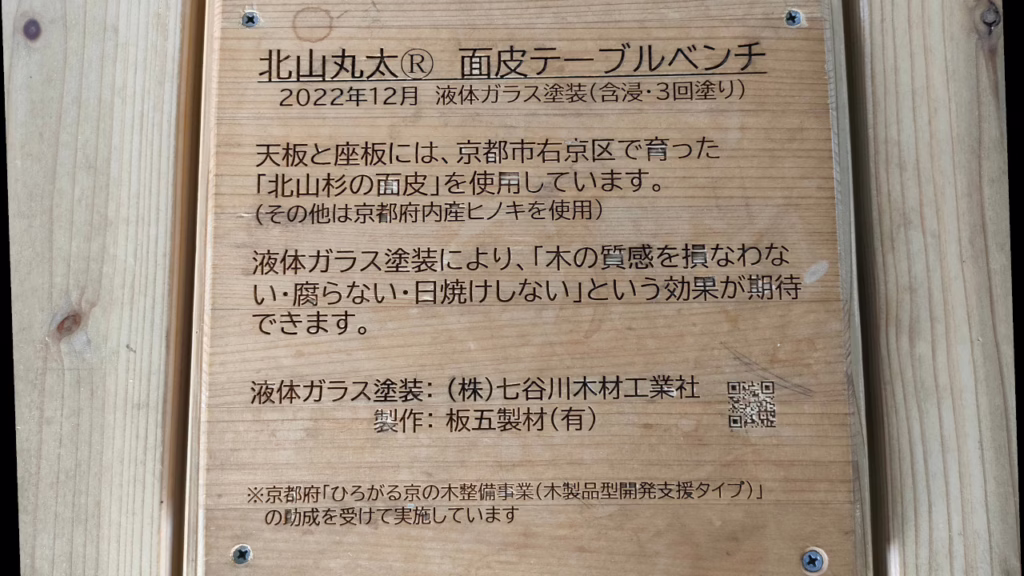 北山丸太® 面皮テーブルベンチ
2022年12月 液体ガラス塗装(含浸・3回塗り)
天板と座板には、京都市右京区で育った
「北山杉の面皮」を使用しています。
(その他は京都府内産ヒノキを使用)
液体ガラス塗装により、「木の質感を損なわな
い・腐らない・日焼けしない」という効果が期待
できます。
液体ガラス塗装：(株)七谷川木材工業社
製作：板五製材(有)
※京都府「ひろがる京の木整備事業(木製品型開発支援タイプ)」
の助成を受けて実施しています